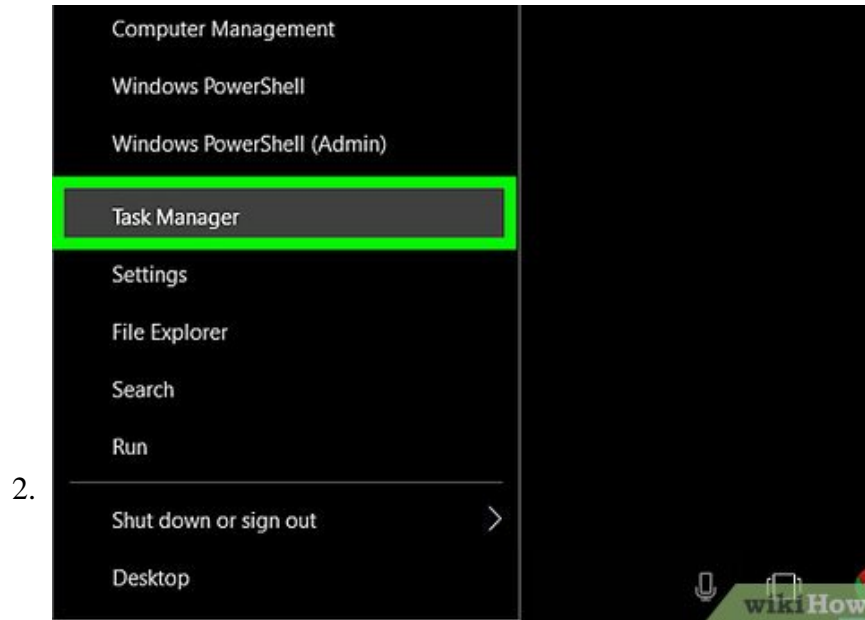 Computer Management
Windows PowerShell
Windows PowerShell (Admin)
Task Manager
Settings
File Explorer
Search
Run
2.
Shut down or sign out
Desktop
wikiHow